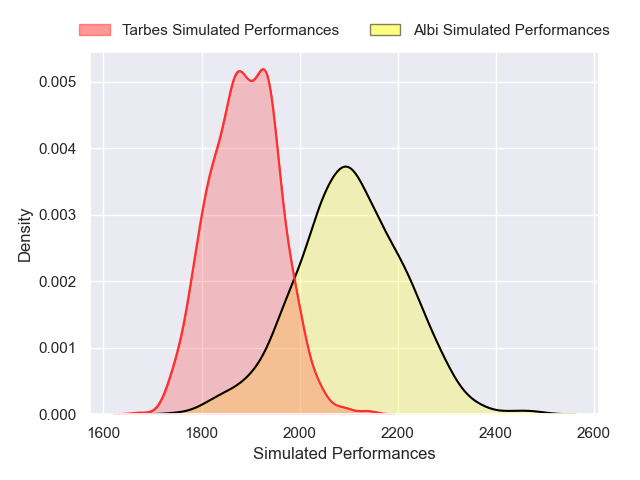 Tarbes Simulated Performances Albi Simulated Performances
0.005
0.004
0.003
0.002
0.001
0.000
Density
1600 1800 2000 2200 2400 2600
Simulated Performances